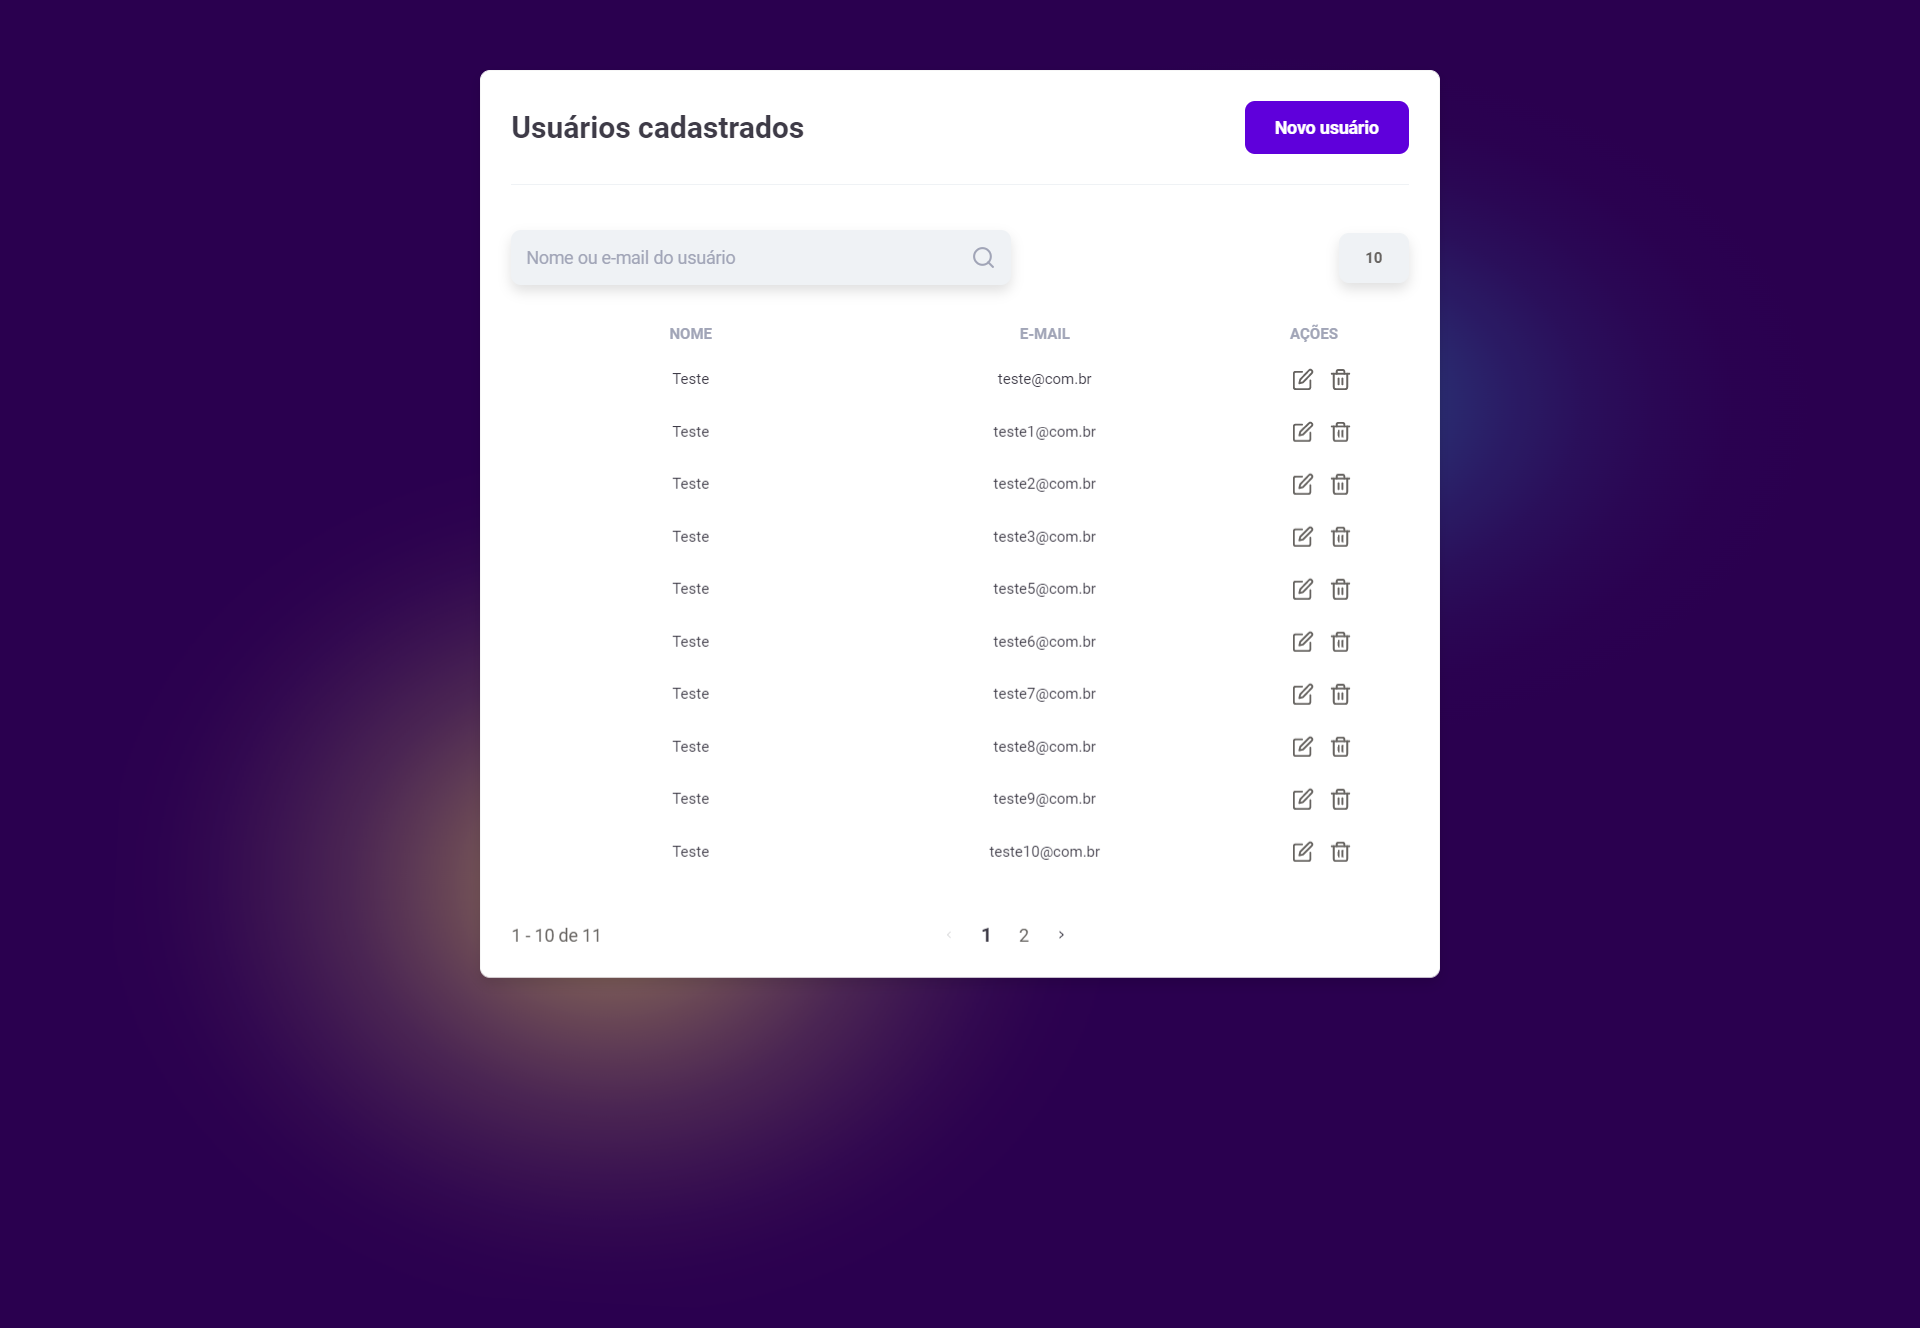 Usuários cadastrados
Novo usuário
Nome ou e-mail do usuário
10
NOME E-MAIL AÇÕES
Teste teste@com.br
Teste teste1@com.br
Teste teste2@com.br
Teste teste3@com.br
Teste teste5@com.br
Teste teste6@com.br
Teste teste7@com.br
Teste teste8@com.br
Teste teste9@com.br
Teste teste10@com.br
1 - 10 de 11
‹ 1 2 ›